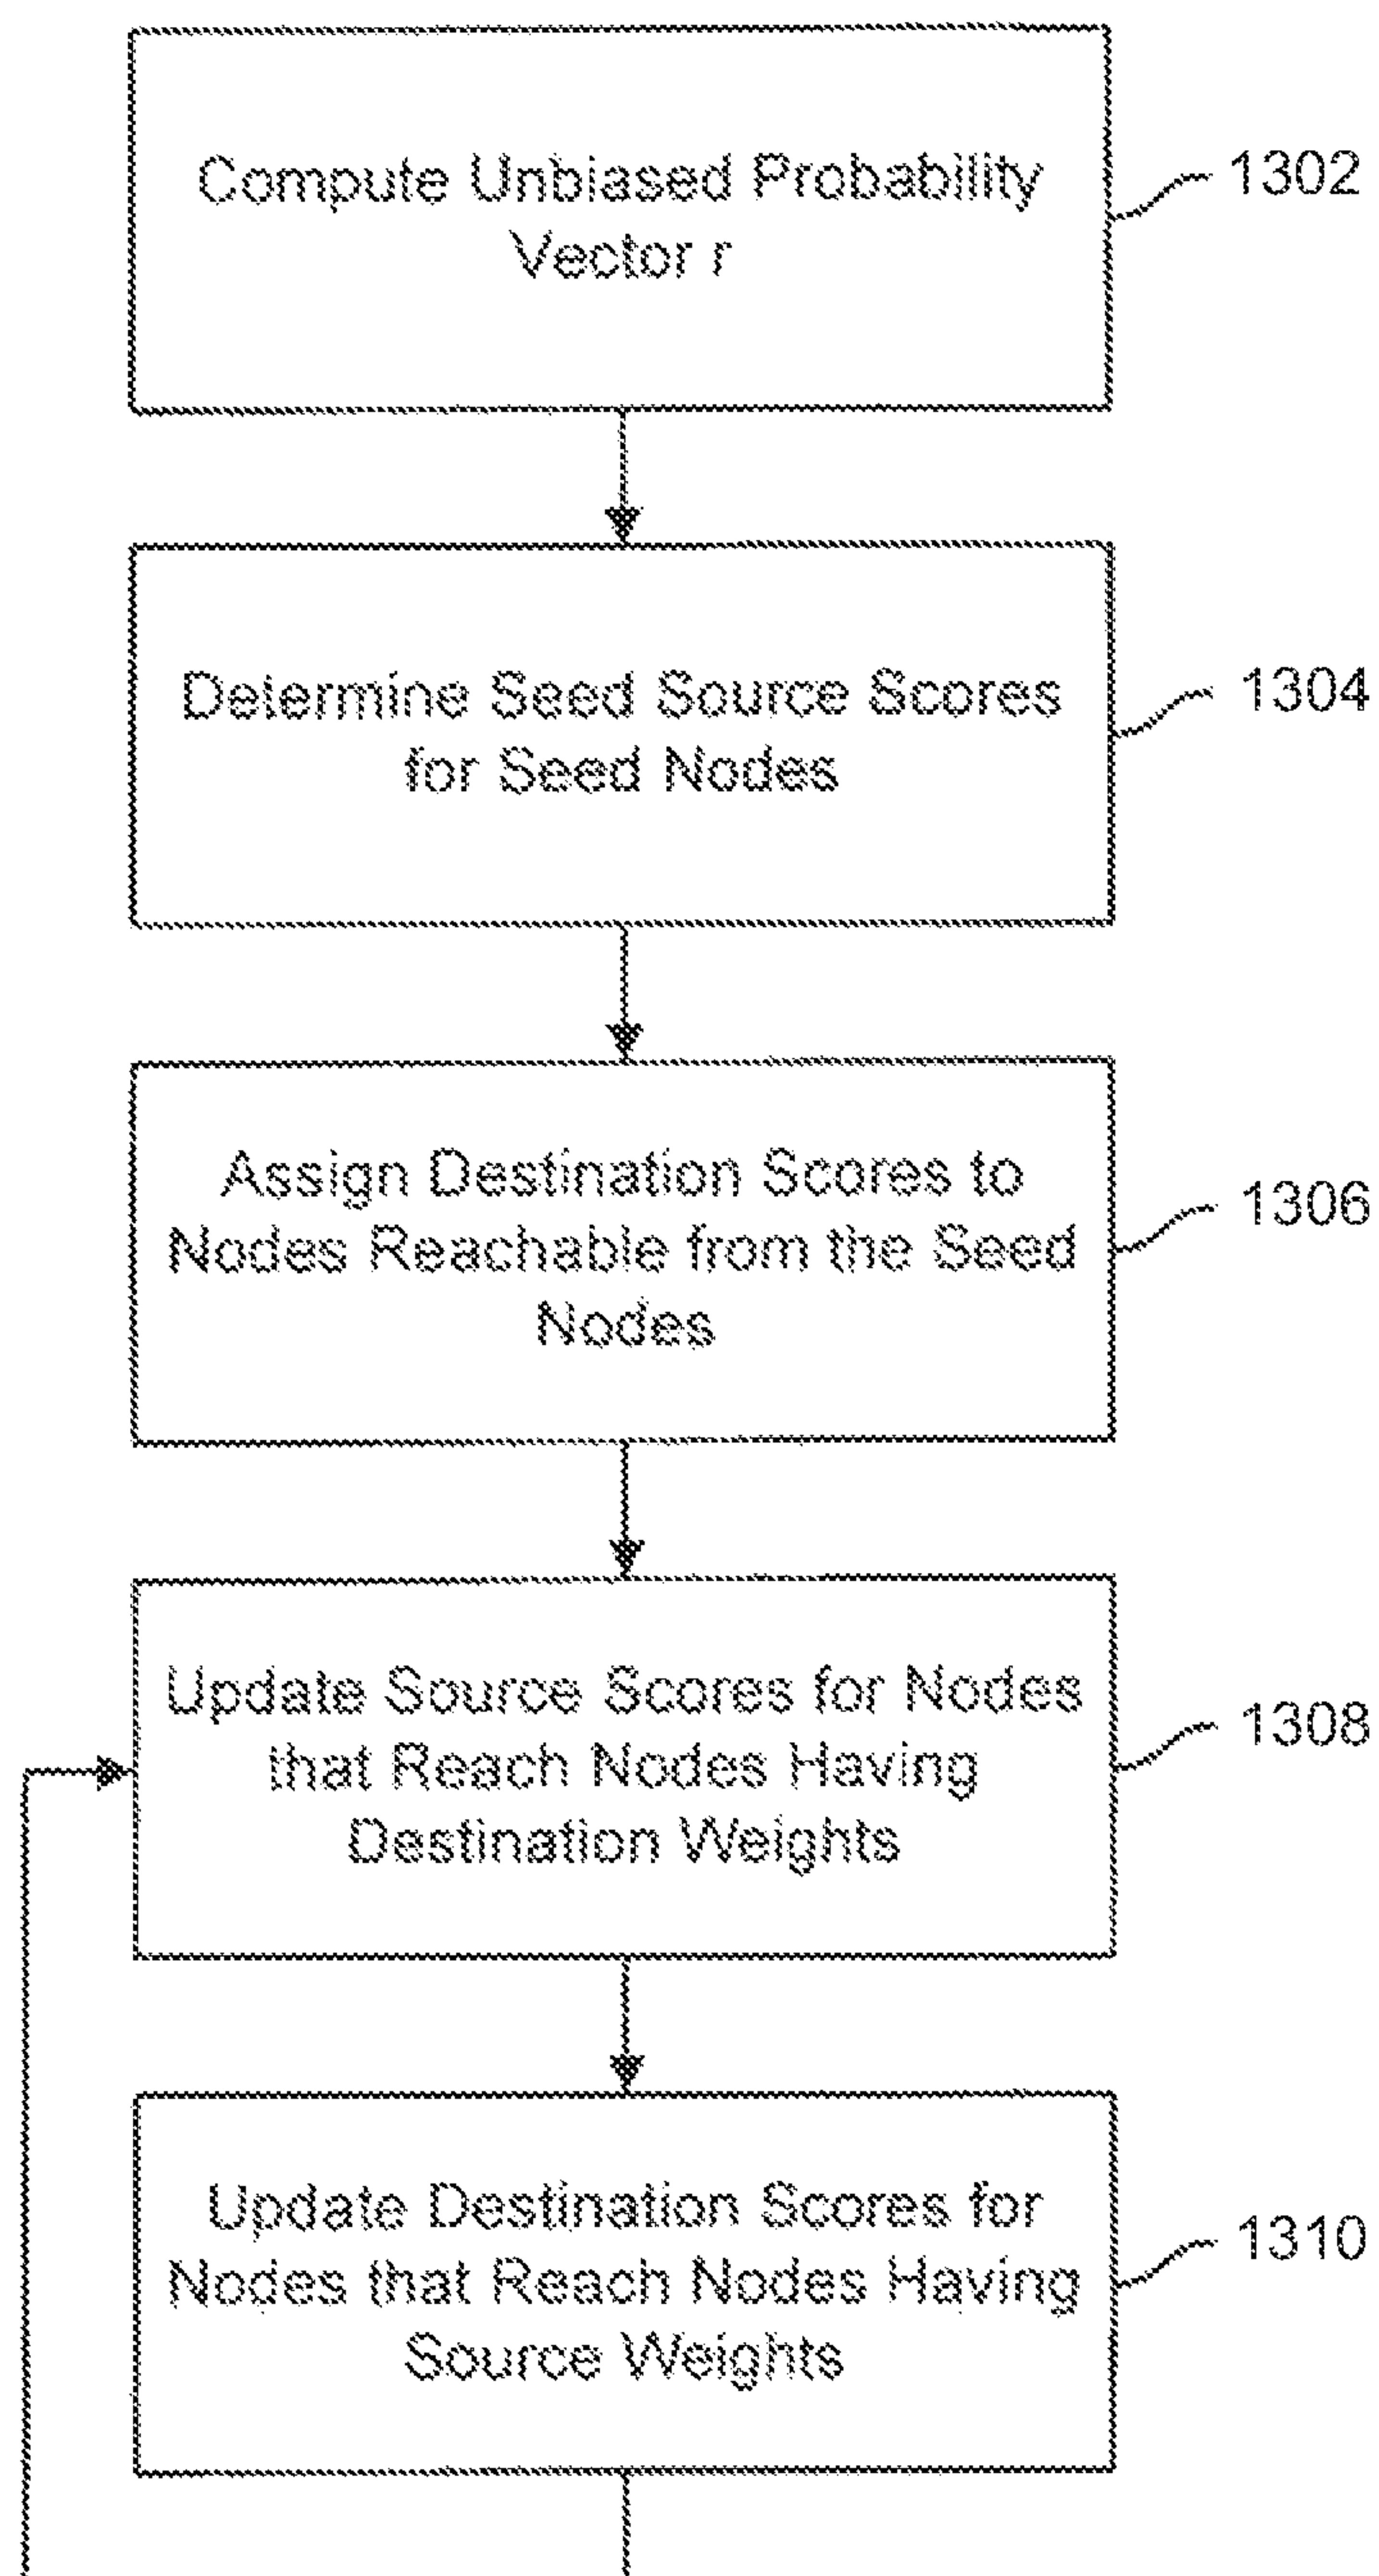 Compute Unbiased Probability
Vector r
1302
Determine Seed Source Scores
for Seed Nodes
1304
Assign Destination Scores to
Nodes Reachable from the Seed
Nodes
1306
Update Source Scores for Nodes
that Reach Nodes Having
Destination Weights
1308
Update Destination Scores for
Nodes that Reach Nodes Having
Source Weights
1310